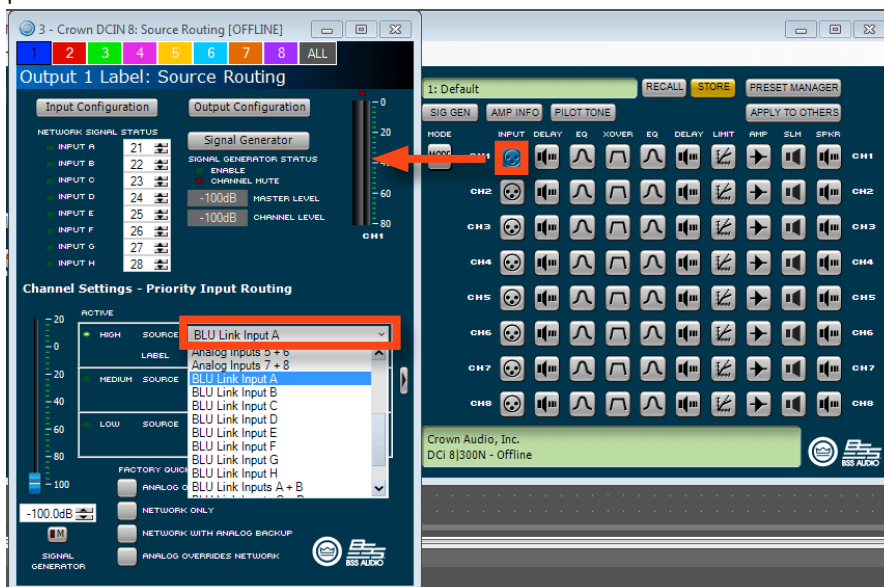 3 - Crown DCIN 8: Source Routing [OFFLINE]
1 2 3 4 5 6 7 8 ALL
Output 1 Label: Source Routing
Input Configuration
Output Configuration
NETWORK SIGNAL STATUS
INPUT A 21
INPUT B 22
INPUT C 23
INPUT D 24
INPUT E 25
INPUT F 26
INPUT G 27
INPUT H 28
Signal Generator
SIGNAL GENERATOR STATUS
ENABLE
CHANNEL MUTE
-100dB MASTER LEVEL
-100dB CHANNEL LEVEL
0
-20
-60
-80
CH1
Channel Settings - Priority Input Routing
-20
-0
-20
-40
-60
-80
-100
ACTIVE
HIGH SOURCE BLU Link Input A
LABEL
MEDIUM SOURCE
LOW SOURCE
Analog Inputs 5 + 6
Analog Inputs 7 + 8
BLU Link Input A
BLU Link Input B
BLU Link Input C
BLU Link Input D
BLU Link Input E
BLU Link Input F
BLU Link Input G
BLU Link Input H
BLU Link Inputs A + B
FACTORY QUIC
ANALOG O
NETWORK ONLY
NETWORK WITH ANALOG BACKUP
ANALOG OVERRIDES NETWORK
-100.0dB
M
SIGNAL
GENERATOR
BSS AUDIO
1: Default
RECALL STORE PRESET MANAGER
SIG GEN AMP INFO PILOT TONE APPLY TO OTHERS
MODE INPUT DELAY EQ XOVER EQ DELAY LIMIT AMP SLM SPKR
CH1
CH2 CH2
CH3 CH3
CH4 CH4
CH5 CH5
CH6 CH6
CH7 CH7
CH8 CH8
Crown Audio, Inc.
DCi 8|300N - Offline
BSS AUDIO